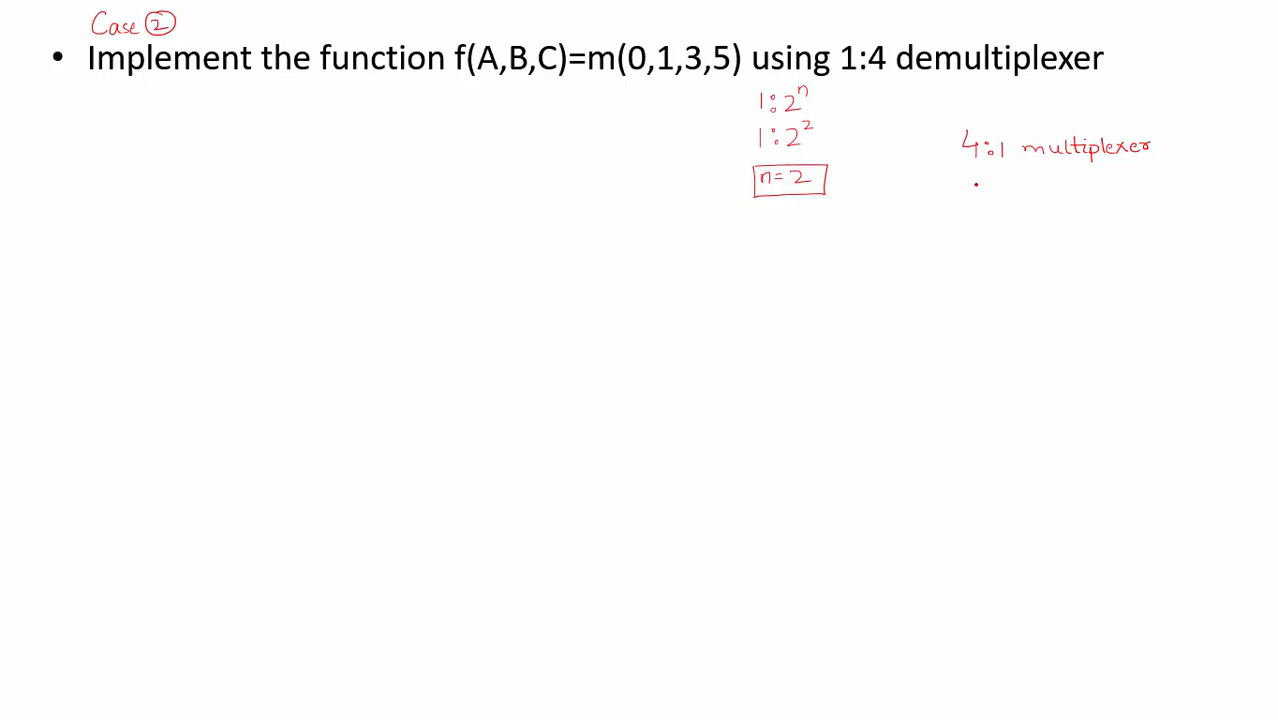 Case ②
• Implement the function f(A,B,C)=m(0,1,3,5) using 1:4 demultiplexer
1:2ⁿ
1:2²
4:1 multiplexer
n=2